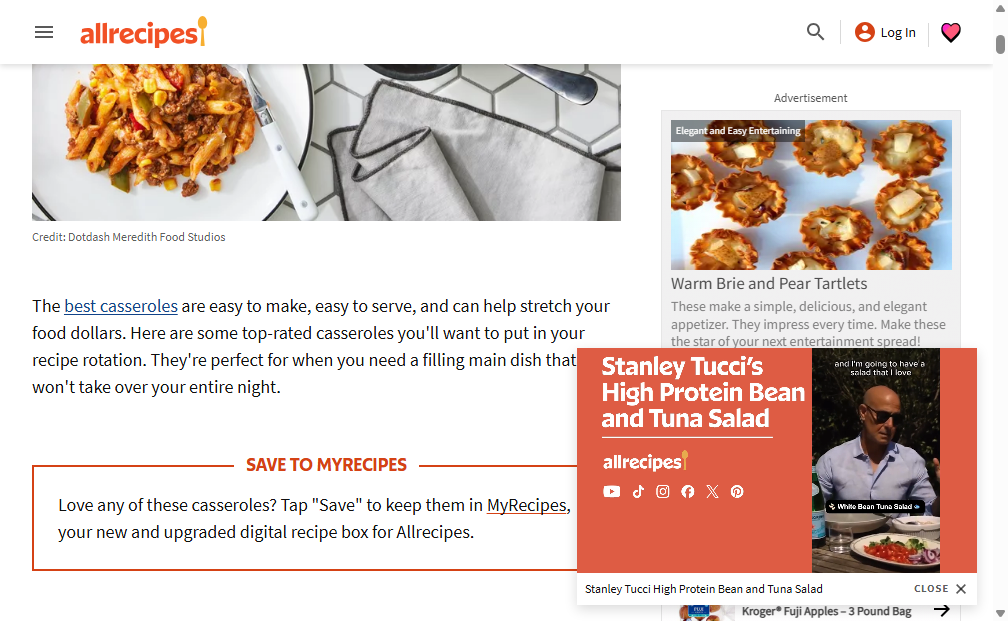 allrecipes
Log In
Credit: Dotdash Meredith Food Studios
The best casseroles are easy to make, easy to serve, and can help stretch your
food dollars. Here are some top-rated casseroles you'll want to put in your
recipe rotation. They're perfect for when you need a filling main dish that
won't take over your entire night.
SAVE TO MYRECIPES
Love any of these casseroles? Tap "Save" to keep them in MyRecipes,
your new and upgraded digital recipe box for Allrecipes.
Advertisement
Elegant and Easy Entertaining
Warm Brie and Pear Tartlets
These make a simple, delicious, and elegant
appetizer. They impress every time. Make these
the star of your next entertainment spread!
Stanley Tucci's
High Protein Bean
and Tuna Salad
allrecipes
and I'm going to have a
salad that I love
White Bean Tuna Salad
Stanley Tucci High Protein Bean and Tuna Salad
CLOSE
Kroger® Fuji Apples – 3 Pound Bag